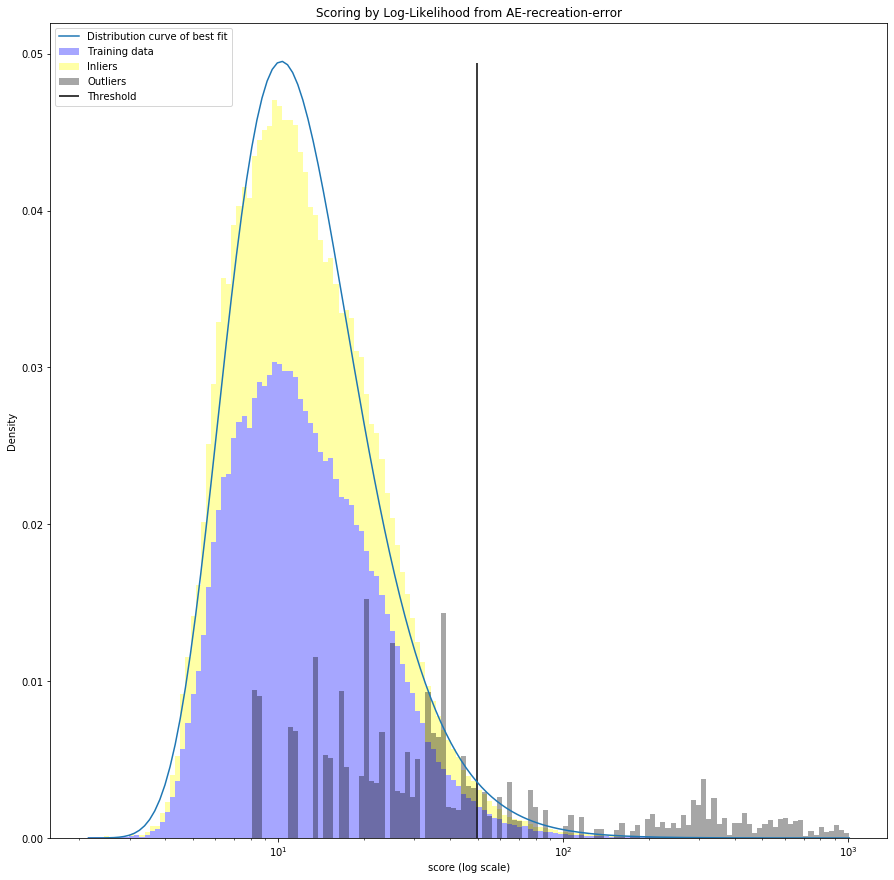 Scoring by Log-Likelihood from AE-recreation-error
Distribution curve of best fit
Training data
Inliers
Outliers
Threshold
0.05
0.04
0.03
0.02
0.01
0.00
Density
10¹
10²
10³
score (log scale)